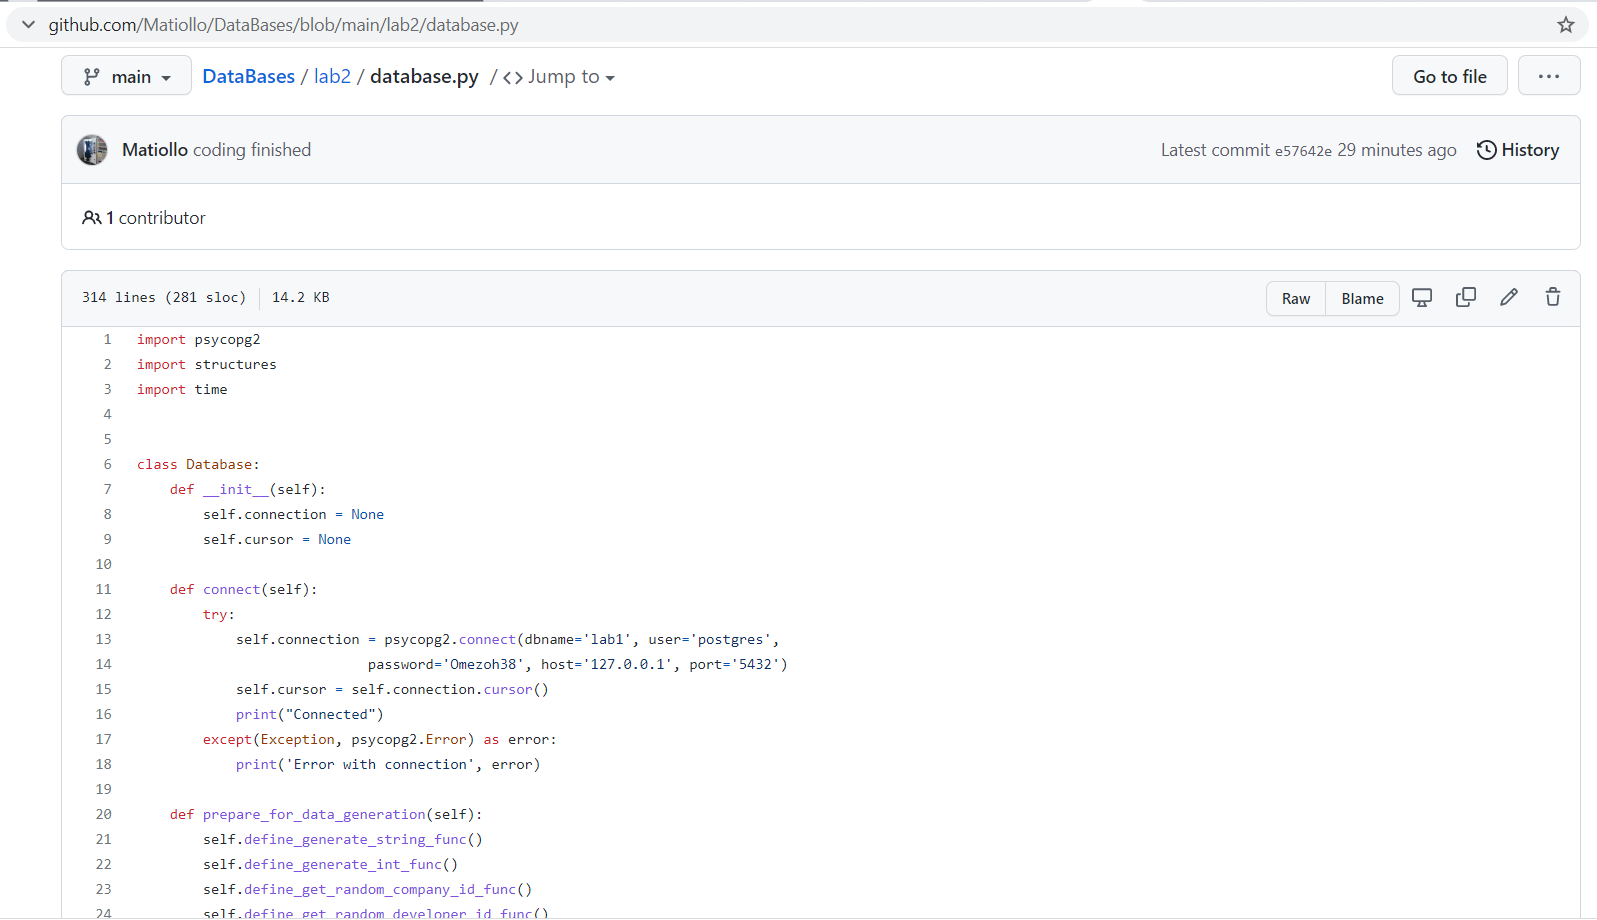 github.com/Matiollo/DataBases/blob/main/lab2/database.py
main DataBases / lab2 / database.py / <> Jump to Go to file ...
Matiollo coding finished Latest commit e57642e 29 minutes ago History
1 contributor
314 lines (281 sloc) 14.2 KB Raw Blame
1 import psycopg2
2 import structures
3 import time
4
5
6 class Database:
7 def __init__(self):
8 self.connection = None
9 self.cursor = None
10
11 def connect(self):
12 try:
13 self.connection = psycopg2.connect(dbname='lab1', user='postgres',
14 password='Omezoh38', host='127.0.0.1', port='5432')
15 self.cursor = self.connection.cursor()
16 print("Connected")
17 except(Exception, psycopg2.Error) as error:
18 print('Error with connection', error)
19
20 def prepare_for_data_generation(self):
21 self.define_generate_string_func()
22 self.define_generate_int_func()
23 self.define_get_random_company_id_func()
24 self.define_get_random_developer_id_func()